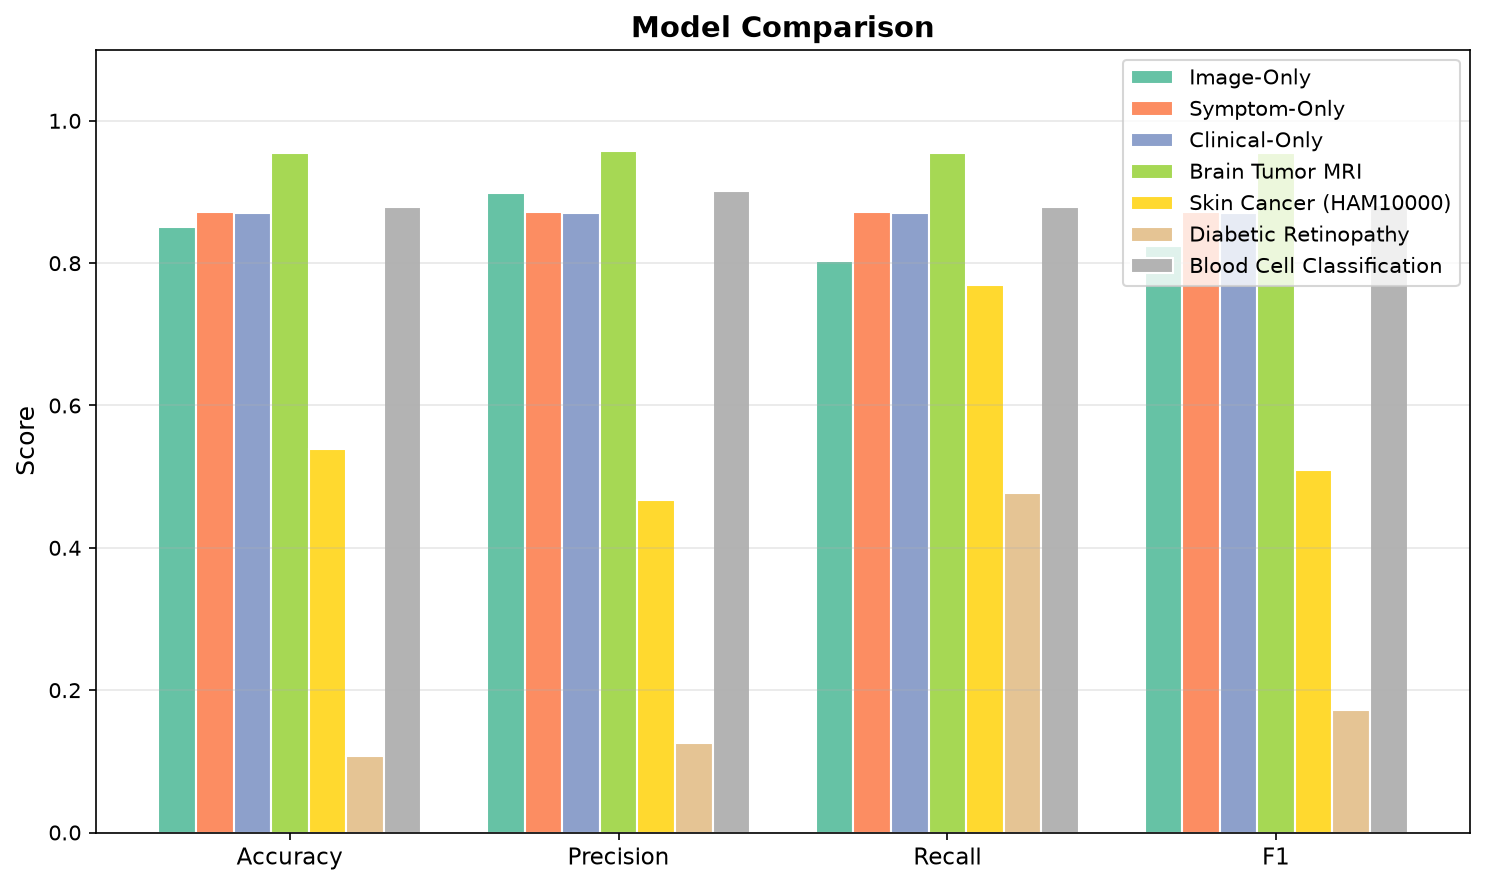 Model Comparison
Image-Only
Symptom-Only
Clinical-Only
Brain Tumor MRI
Skin Cancer (HAM10000)
Diabetic Retinopathy
Blood Cell Classification
Score
1.0
0.8
0.6
0.4
0.2
0.0
Accuracy Precision Recall F1